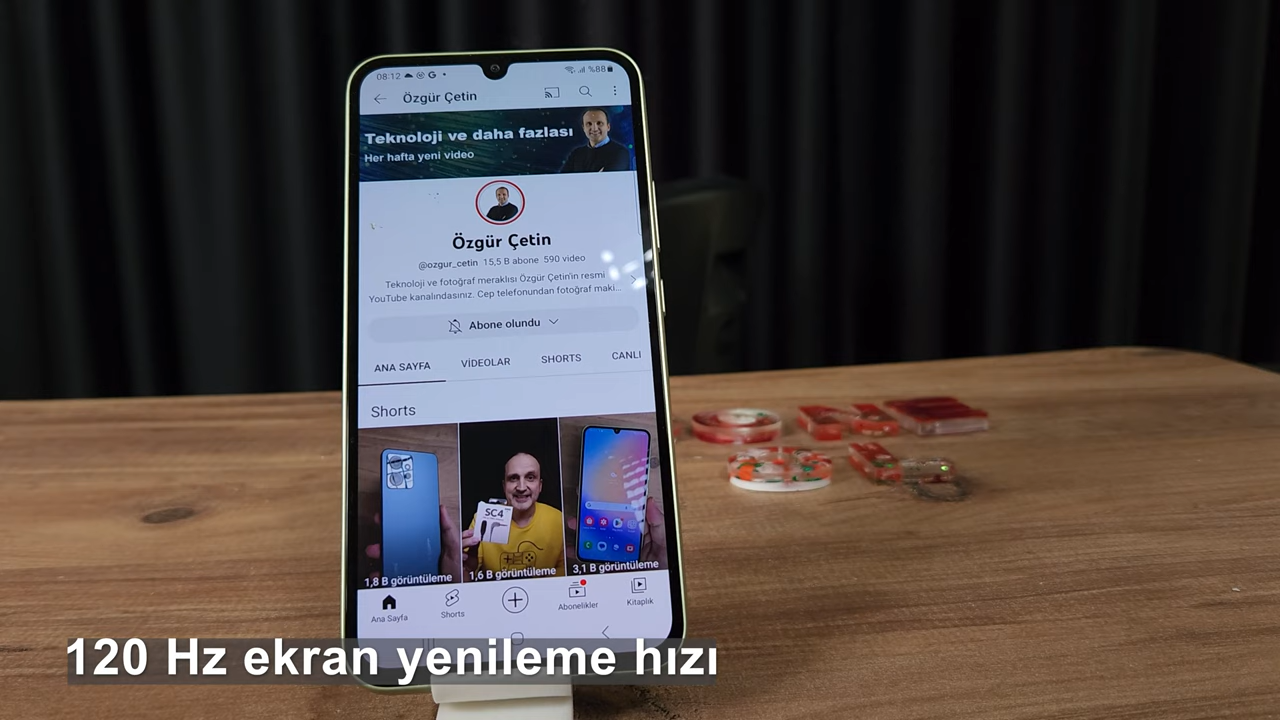 08:12
%88
Özgür Çetin
Teknoloji ve daha fazlası
Her hafta yeni video
Özgür Çetin
@ozgur_cetin 15,5 B abone 590 video
Teknoloji ve fotoğraf meraklısı Özgür Çetin'in resmi
YouTube kanalındasınız. Cep telefonundan fotoğraf maki...
Abone olundu
ANA SAYFA VİDEOLAR SHORTS CANLI
Shorts
SC4
1,8 B görüntüleme 1,6 B görüntüleme 3,1 B görüntüleme
Ana Sayfa Shorts Abonelikler Kitaplık
120 Hz ekran yenileme hızı